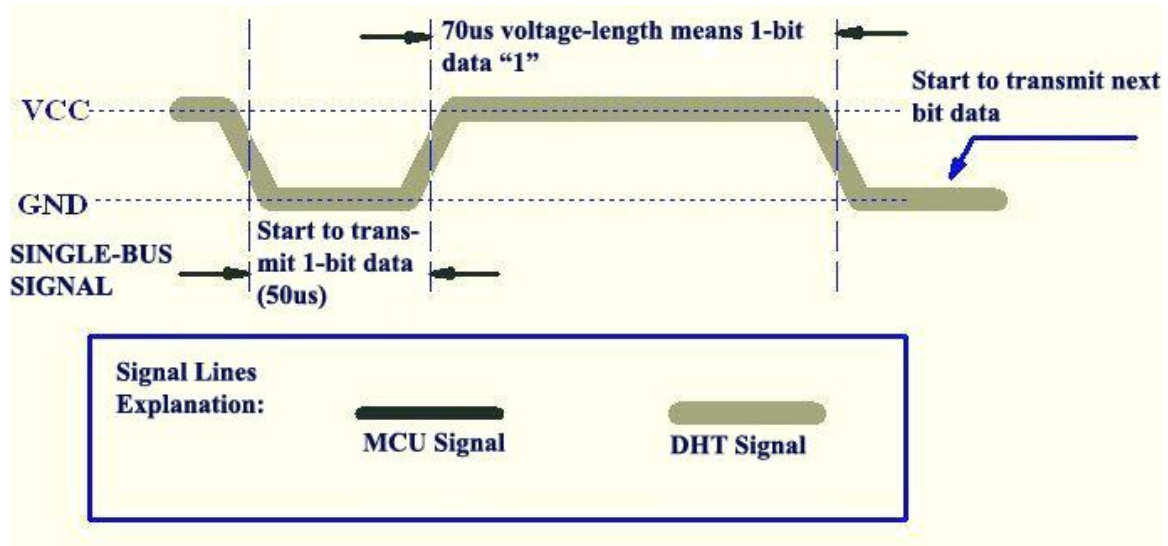 70us voltage-length means 1-bit
data “1”
Start to transmit next
bit data
VCC
GND
Start to trans-
mit 1-bit data
(50us)
SINGLE-BUS
SIGNAL
Signal Lines
Explanation:
MCU Signal
DHT Signal